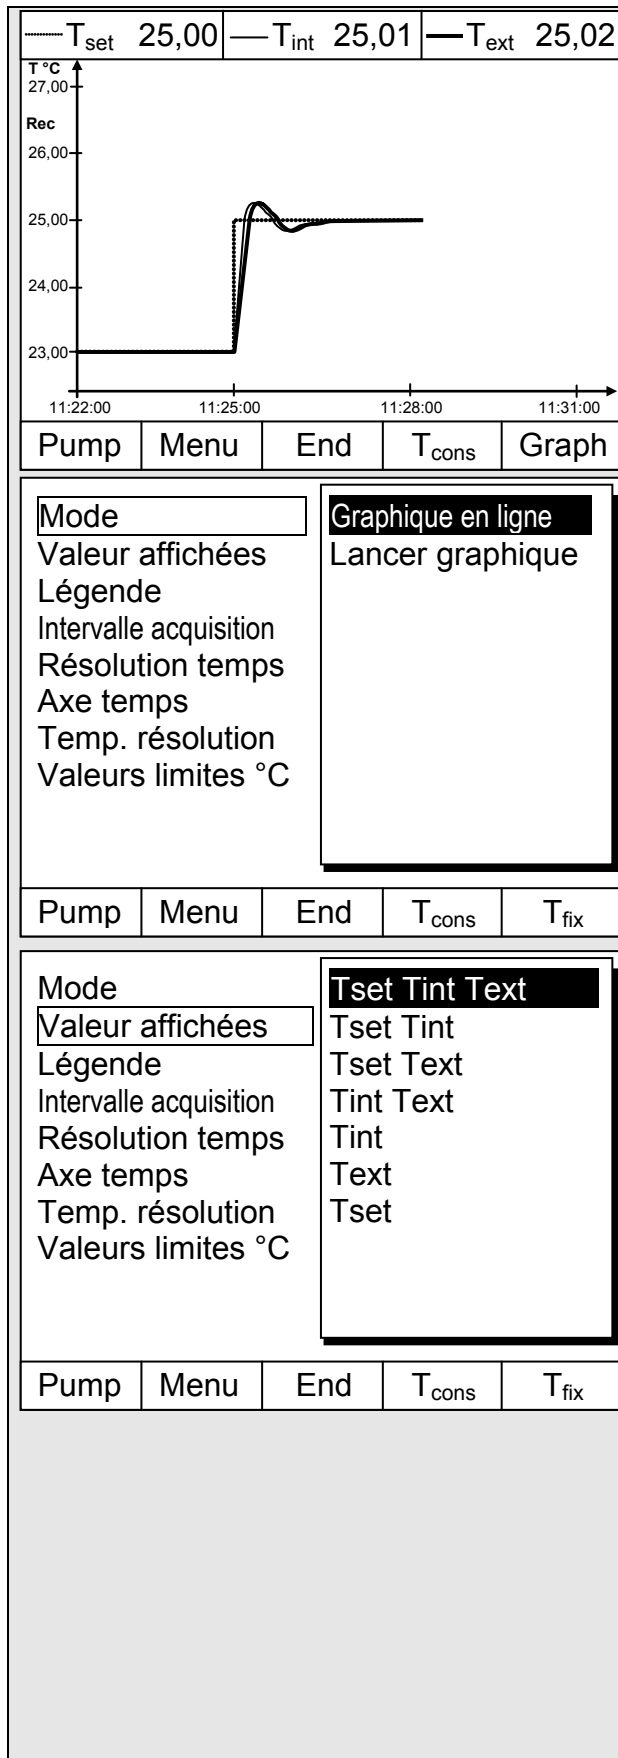 Tset 25,00 Tint 25,01 Text 25,02
T °C
27,00
Rec
26,00
25,00
24,00
23,00
11:22:00 11:25:00 11:28:00 11:31:00
Pump Menu End Tcons Graph
Mode
Valeur affichées
Légende
Intervalle acquisition
Résolution temps
Axe temps
Temp. résolution
Valeurs limites °C
Graphique en ligne
Lancer graphique
Pump Menu End Tcons Tfix
Mode
Valeur affichées
Légende
Intervalle acquisition
Résolution temps
Axe temps
Temp. résolution
Valeurs limites °C
Tset Tint Text
Tset Tint
Tset Text
Tint Text
Tint
Text
Tset
Pump Menu End Tcons Tfix